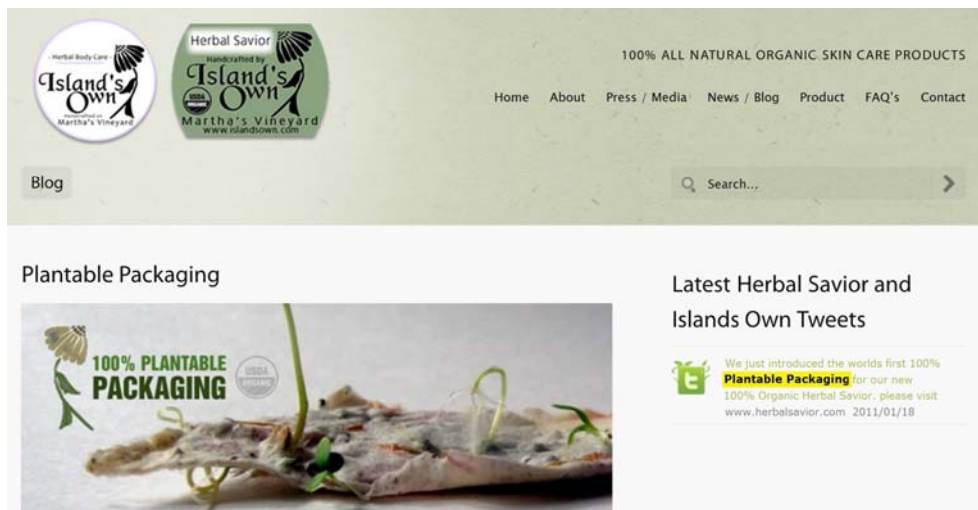 - Herbal Body Care -
Island's
Own
Handcrafted on
Martha's Vineyard
Herbal Savior
Handcrafted by
Island's
Own
USDA
ORGANIC
Martha's Vineyard
www.islandsown.com
100% ALL NATURAL ORGANIC SKIN CARE PRODUCTS
Home About Press / Media News / Blog Product FAQ's Contact
Blog
Search...
Plantable Packaging
100% PLANTABLE
PACKAGING
USDA
ORGANIC
Latest Herbal Savior and
Islands Own Tweets
We just introduced the worlds first 100%
Plantable Packaging for our new
100% Organic Herbal Savior. please visit
www.herbalsavior.com 2011/01/18